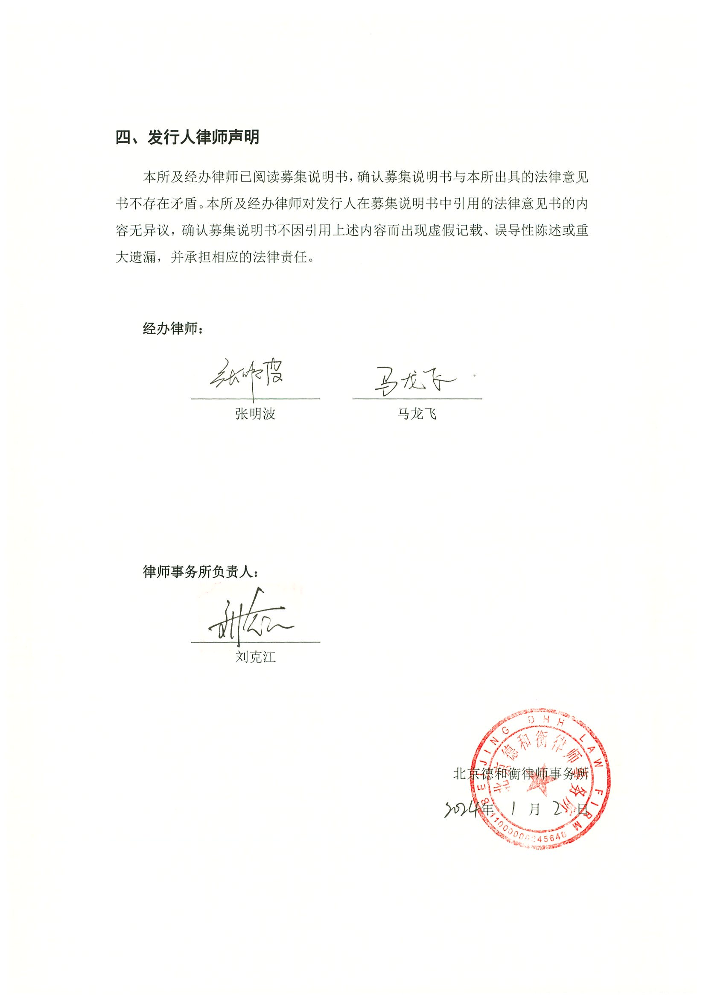 四、发行人律师声明
本所及经办律师已阅读募集说明书，确认募集说明书与本所出具的法律意见
书不存在矛盾。本所及经办律师对发行人在募集说明书中引用的法律意见书的内
容无异议，确认募集说明书不因引用上述内容而出现虚假记载、误导性陈述或重
大遗漏，并承担相应的法律责任。
经办律师：
张明波 马龙飞
张明波 马龙飞
律师事务所负责人：
刘克江
刘克江
BEIJING DHH LAW FIRM
北京德和衡律师事务所
北京德和衡律师事务所
2024年 1 月 2 日